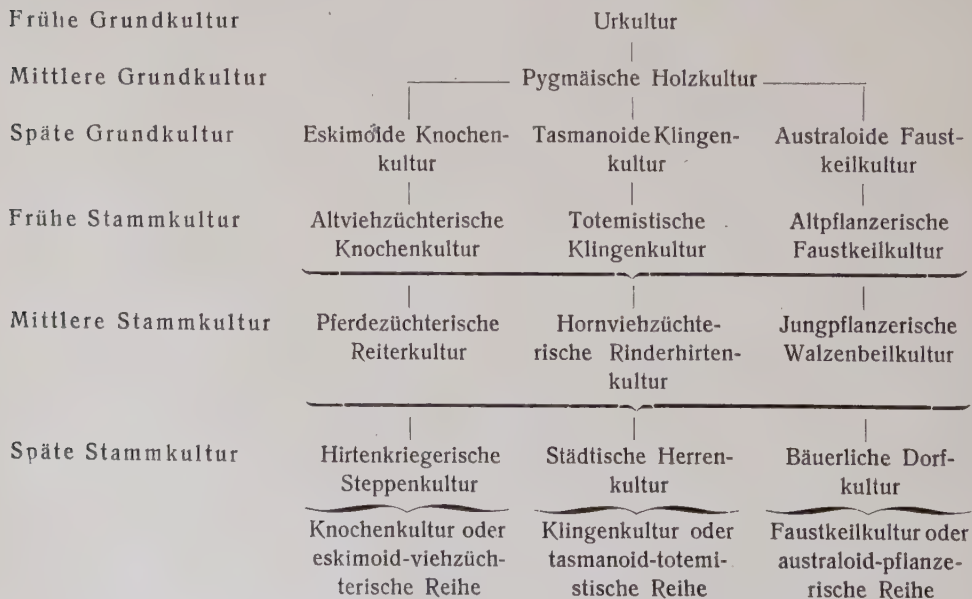 Frühe Grundkultur Urkultur
Mittlere Grundkultur Pygmäische Holzkultur
Späte Grundkultur Eskimoide Knochen- Tasmanoide Klingen- Australoide Faust-
kultur kultur keilkultur
Frühe Stammkultur Altviehzüchterische Totemistische Altpflanzerische
Knochenkultur Klingenkultur Faustkeilkultur
Mittlere Stammkultur Pferdezüchterische Hornviehzüchte- Jungpflanzerische
Reiterkultur rische Rinderhirten- Walzenbeilkultur
kultur
Späte Stammkultur Hirtenkriegerische Städtische Herren- Bäuerliche Dorf-
Steppenkultur kultur kultur
Knochenkultur oder Klingenkultur oder Faustkeilkultur oder
eskimoid-viehzüch- tasmanoid-totemi- australoid-pflanze-
terische Reihe stische Reihe rische Reihe